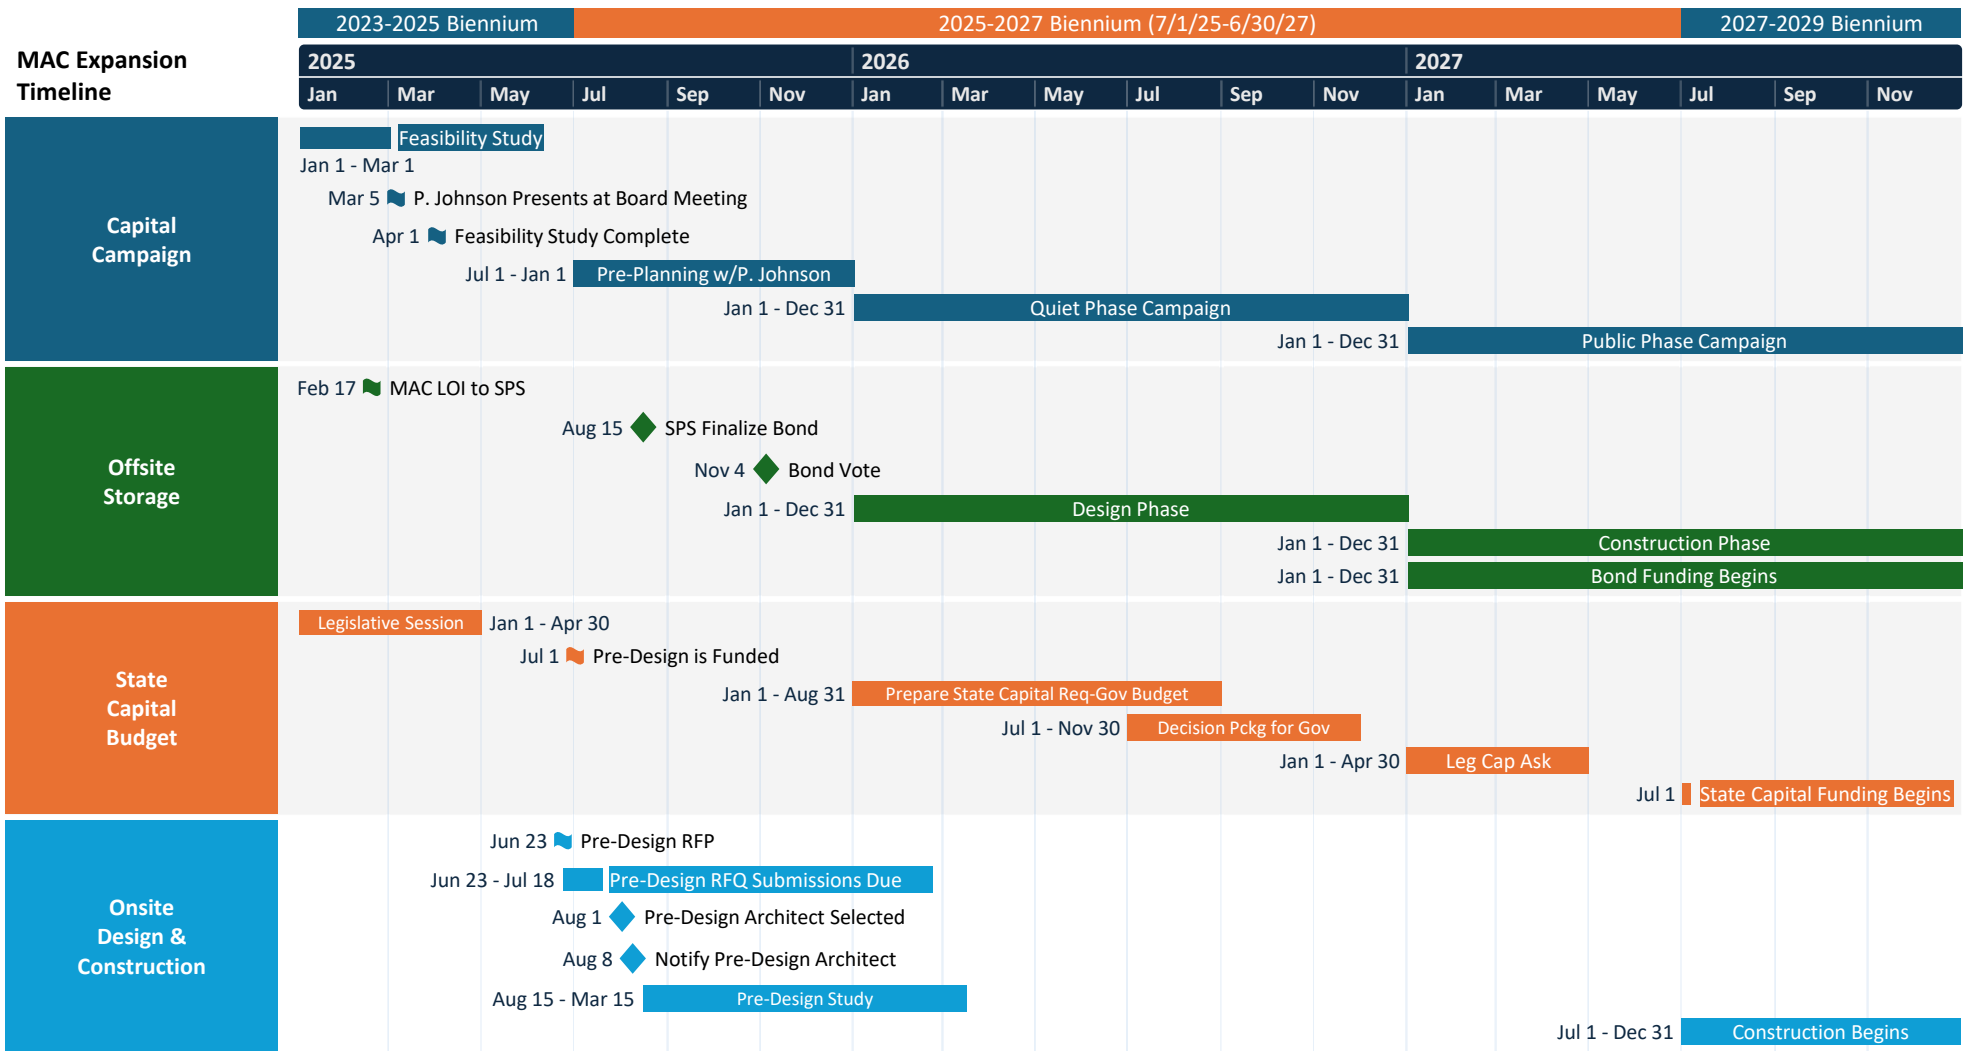 2023-2025 Biennium
2025-2027 Biennium (7/1/25-6/30/27)
2027-2029 Biennium
MAC Expansion
Timeline
2025
2026
2027
Jan Mar May Jul Sep Nov Jan Mar May Jul Sep Nov Jan Mar May Jul Sep Nov
Capital
Campaign
Feasibility Study
Jan 1 - Mar 1
Mar 5 P. Johnson Presents at Board Meeting
Apr 1 Feasibility Study Complete
Jul 1 - Jan 1 Pre-Planning w/P. Johnson
Jan 1 - Dec 31 Quiet Phase Campaign
Jan 1 - Dec 31 Public Phase Campaign
Offsite
Storage
Feb 17 MAC LOI to SPS
Aug 15 SPS Finalize Bond
Nov 4 Bond Vote
Jan 1 - Dec 31 Design Phase
Jan 1 - Dec 31 Construction Phase
Jan 1 - Dec 31 Bond Funding Begins
State
Capital
Budget
Legislative Session Jan 1 - Apr 30
Jul 1 Pre-Design is Funded
Jan 1 - Aug 31 Prepare State Capital Req-Gov Budget
Jul 1 - Nov 30 Decision Pckg for Gov
Jan 1 - Apr 30 Leg Cap Ask
Jul 1 State Capital Funding Begins
Onsite
Design &
Construction
Jun 23 Pre-Design RFP
Jun 23 - Jul 18 Pre-Design RFQ Submissions Due
Aug 1 Pre-Design Architect Selected
Aug 8 Notify Pre-Design Architect
Aug 15 - Mar 15 Pre-Design Study
Jul 1 - Dec 31 Construction Begins